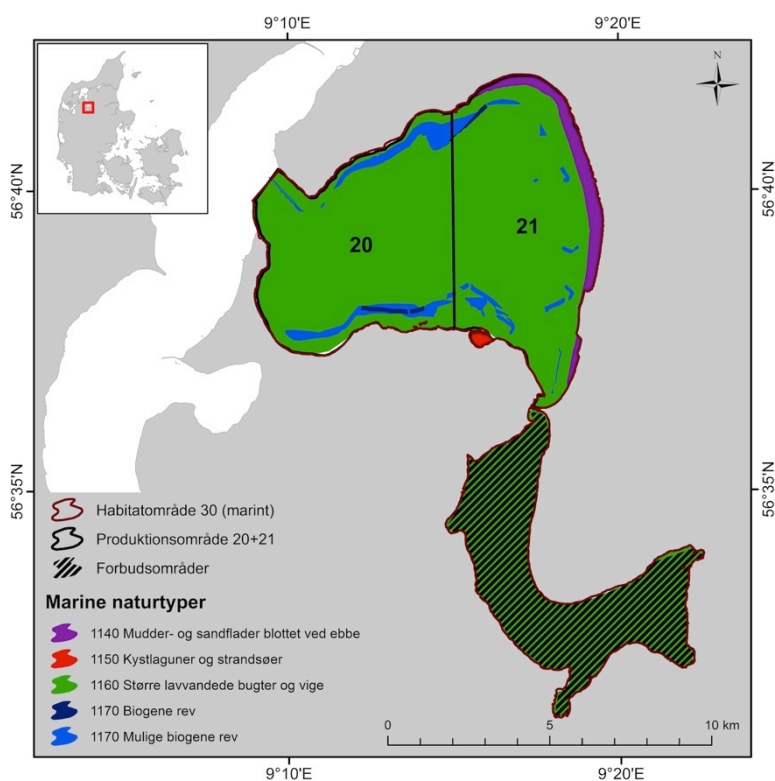 9°10'E
9°20'E
N
56°40'N
56°40'N
20
21
56°35'N
56°35'N
Habitatområde 30 (marint)
Produktionsområde 20+21
Forbudsområder
Marine naturtyper
1140 Mudder- og sandflader blottet ved ebbe
1150 Kystlaguner og strandsøer
1160 Større lavvandede bugter og vige
1170 Biogene rev
1170 Mulige biogene rev
0 5 10 km
9°10'E
9°20'E